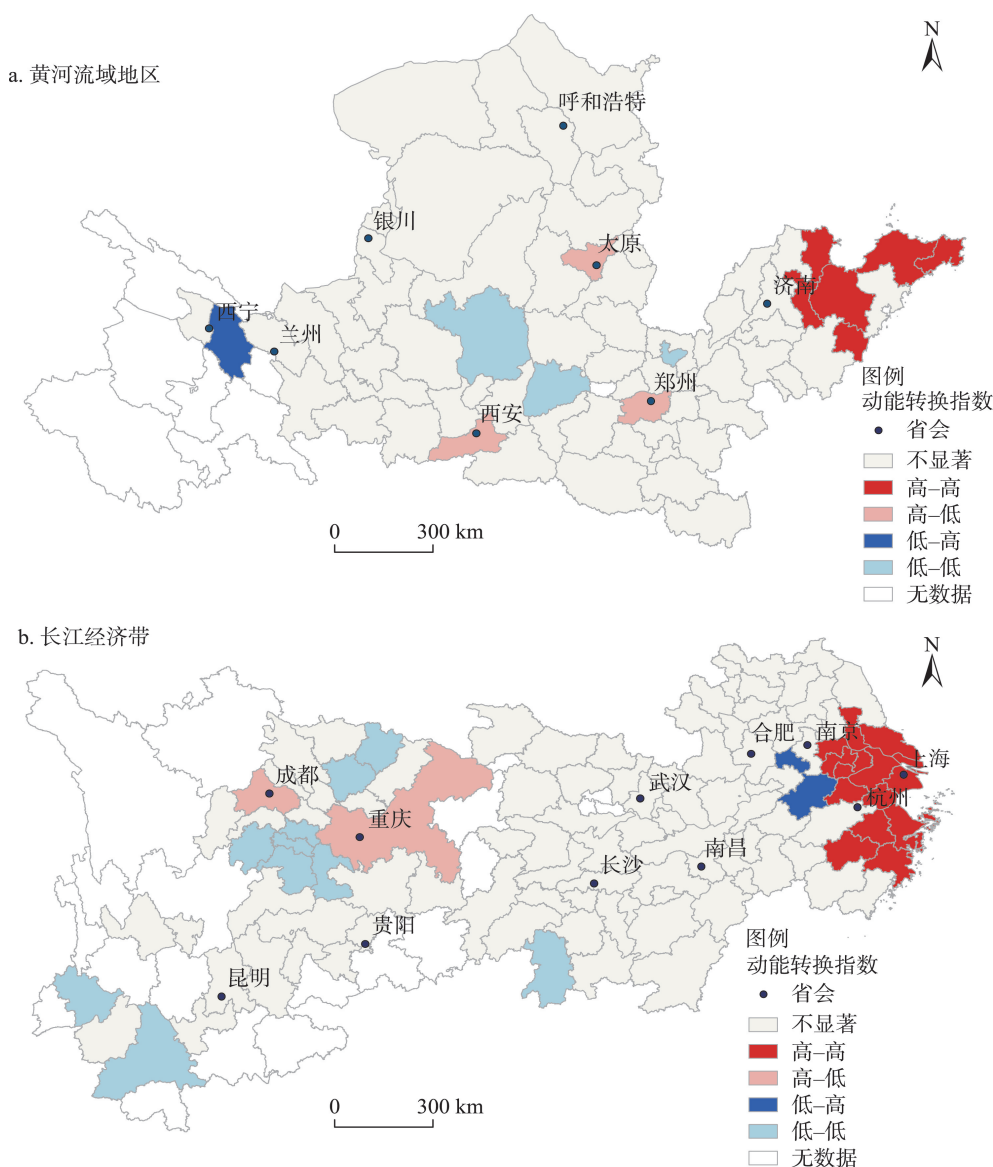 N
a. 黄河流域地区
呼和浩特
银川
太原
济南
西宁
兰州
郑州
西安
图例
动能转换指数
省会
不显著
高–高
高–低
低–高
低–低
无数据
0 300 km
b. 长江经济带
N
合肥
南京
上海
成都
武汉
杭州
重庆
南昌
长沙
贵阳
昆明
图例
动能转换指数
省会
不显著
高–高
高–低
低–高
低–低
无数据
0 300 km